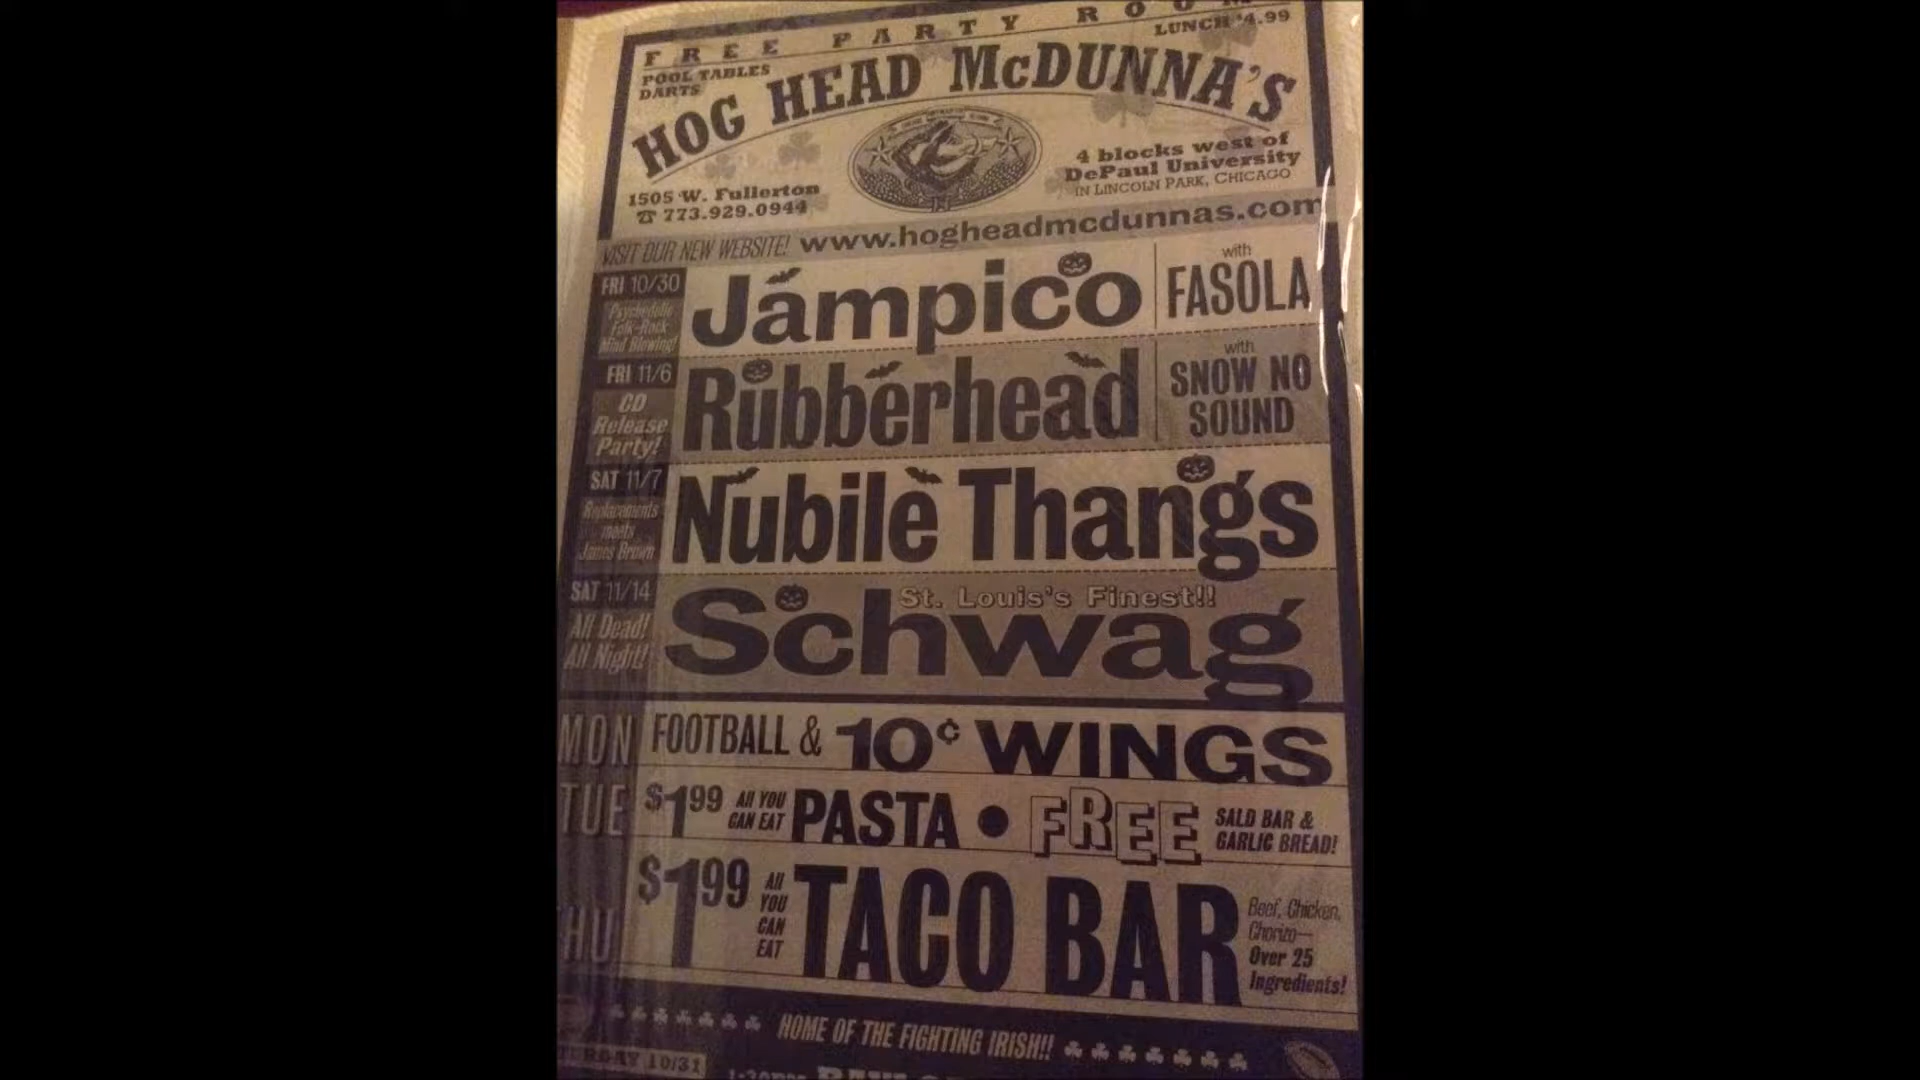 FREE PARTY ROOM
LUNCH $4.99
POOL TABLES
DARTS
HOG HEAD McDUNNA'S
1505 W. Fullerton
☎ 773.929.0944
4 blocks west of
DePaul University
IN LINCOLN PARK, CHICAGO
VISIT OUR NEW WEBSITE! www.hogheadmcdunnas.com
FRI 10/30
Psychedelic
Folk-Rock
Mind Blowing!
Jampico
with
FASOLA
FRI 11/6
CD
Release
Party!
Rubberhead
with
SNOW NO
SOUND
SAT 11/7
Replacements
meets
James Brown
Nubile Thangs
SAT 11/14
All Dead!
All Night!
St. Louis's Finest!!
Schwag
MON FOOTBALL & 10¢ WINGS
TUE $1.99 All YOU CAN EAT PASTA • FREE SALD BAR & GARLIC BREAD!
THU $1.99 All YOU CAN EAT TACO BAR
Beef, Chicken,
Chorizo—
Over 25
Ingredients!
HOME OF THE FIGHTING IRISH!!
10/31